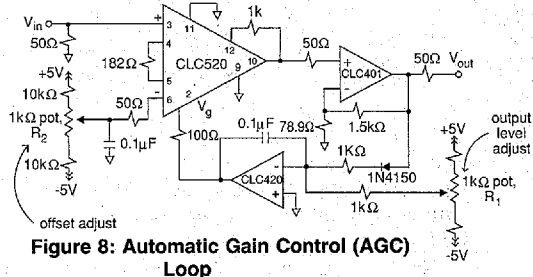 Vin
+
3
11
12
1k
50Ω
4
182Ω
5
CLC520
10
9
-
6
2
Vg
50Ω
+
CLC401
-
50Ω
Vout
+5V
10kΩ
1kΩ pot,
R2
10kΩ
-5V
50Ω
0.1µF
100Ω
0.1µF
78.9Ω
1.5kΩ
1KΩ
1N4150
-
CLC420
+
1kΩ
output
level
adjust
+5V
1kΩ pot,
R1
-5V
offset adjust
Figure 8: Automatic Gain Control (AGC)
Loop